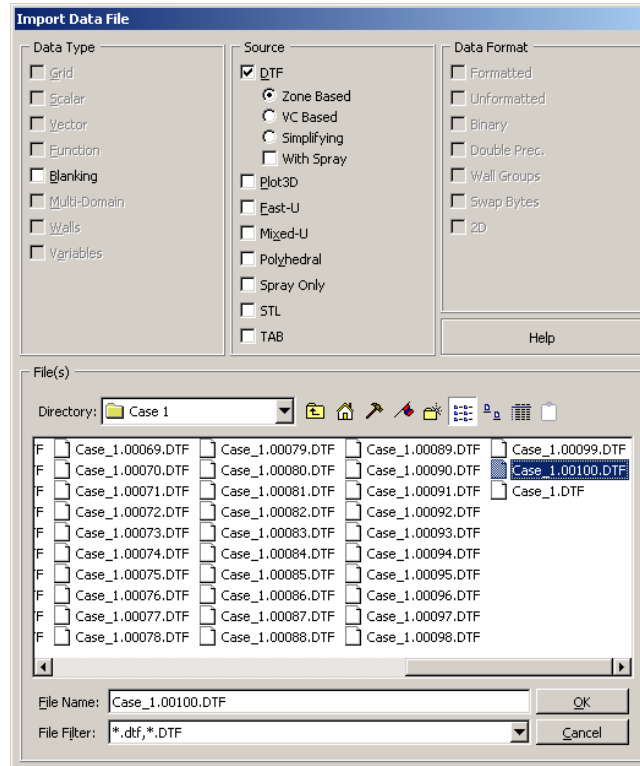 Import Data File
Data Type
Grid
Scalar
Vector
Function
Blanking
Multi-Domain
Walls
Variables
Source
DTF
Zone Based
VC Based
Simplifying
With Spray
Plot3D
Fast-U
Mixed-U
Polyhedral
Spray Only
STL
TAB
Data Format
Formatted
Unformatted
Binary
Double Prec.
Wall Groups
Swap Bytes
2D
Help
File(s)
Directory: Case 1
F Case_1.00069.DTF Case_1.00079.DTF Case_1.00089.DTF Case_1.00099.DTF
F Case_1.00070.DTF Case_1.00080.DTF Case_1.00090.DTF Case_1.00100.DTF
F Case_1.00071.DTF Case_1.00081.DTF Case_1.00091.DTF Case_1.DTF
F Case_1.00072.DTF Case_1.00082.DTF Case_1.00092.DTF
F Case_1.00073.DTF Case_1.00083.DTF Case_1.00093.DTF
F Case_1.00074.DTF Case_1.00084.DTF Case_1.00094.DTF
F Case_1.00075.DTF Case_1.00085.DTF Case_1.00095.DTF
F Case_1.00076.DTF Case_1.00086.DTF Case_1.00096.DTF
F Case_1.00077.DTF Case_1.00087.DTF Case_1.00097.DTF
F Case_1.00078.DTF Case_1.00088.DTF Case_1.00098.DTF
File Name: Case_1.00100.DTF OK
File Filter: *.dtf,*.DTF Cancel